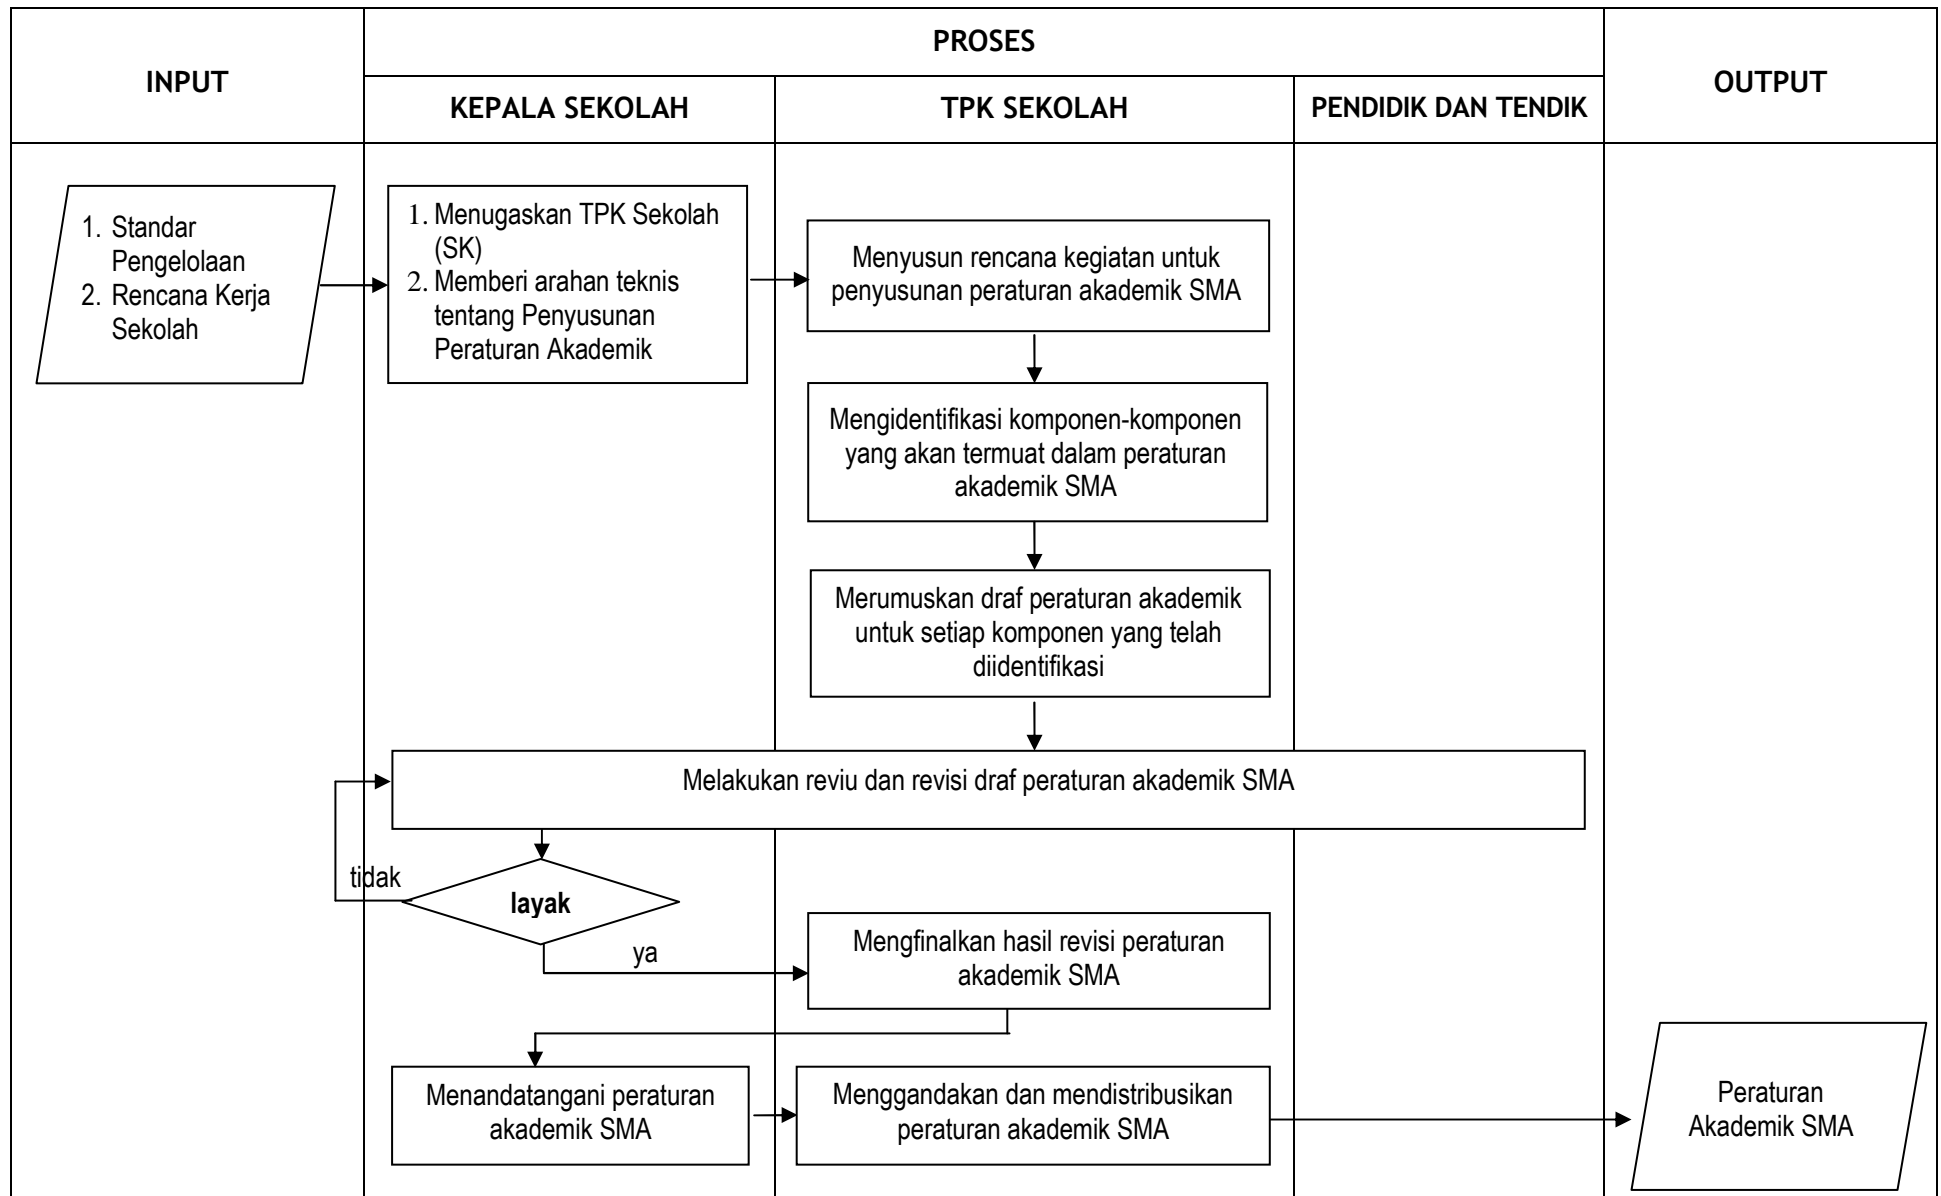 INPUT
PROSES
OUTPUT
KEPALA SEKOLAH
TPK SEKOLAH
PENDIDIK DAN TENDIK
1. Standar
Pengelolaan
2. Rencana Kerja
Sekolah
1. Menugaskan TPK Sekolah
(SK)
2. Memberi arahan teknis
tentang Penyusunan
Peraturan Akademik
Menyusun rencana kegiatan untuk
penyusunan peraturan akademik SMA
Mengidentifikasi komponen-komponen
yang akan termuat dalam peraturan
akademik SMA
Merumuskan draf peraturan akademik
untuk setiap komponen yang telah
diidentifikasi
Melakukan reviu dan revisi draf peraturan akademik SMA
tidak
layak
ya
Mengfinalkan hasil revisi peraturan
akademik SMA
Menandatangani peraturan
akademik SMA
Menggandakan dan mendistribusikan
peraturan akademik SMA
Peraturan
Akademik SMA